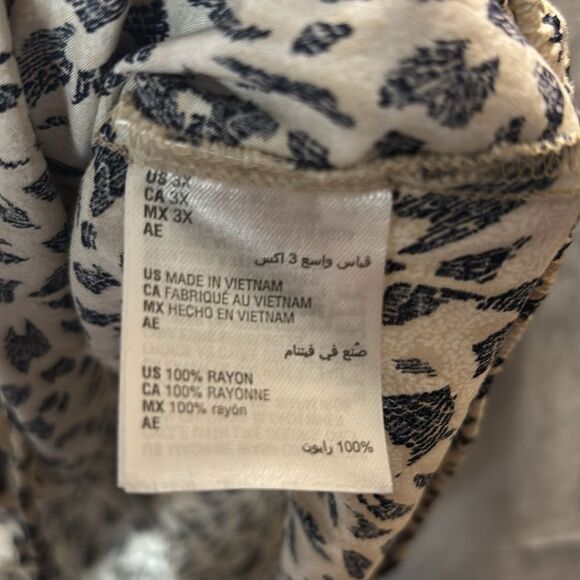 US 3X
CA 3X
MX 3X
AE
قياس واسع 3 اكس
US MADE IN VIETNAM
CA FABRIQUÉ AU VIETNAM
MX HECHO EN VIETNAM
AE
صُنع في فيتنام
US 100% RAYON
CA 100% RAYONNE
MX 100% rayón
AE
100% رايون